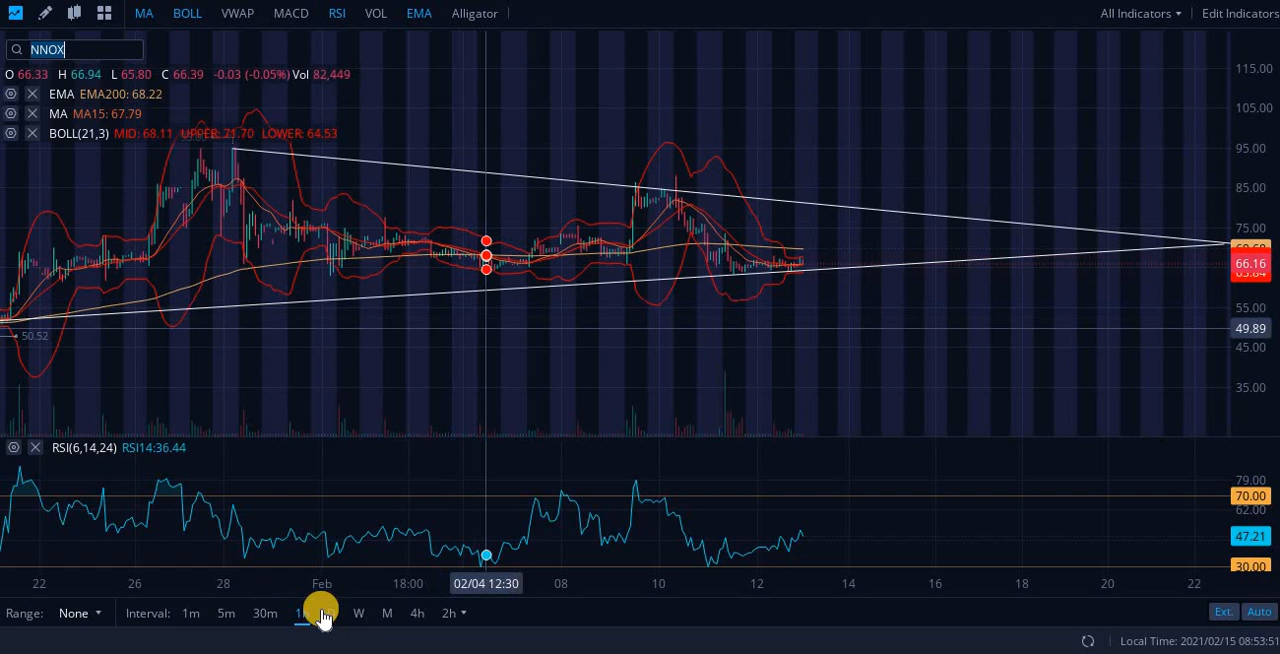 MA BOLL VWAP MACD RSI VOL EMA Alligator All Indicators Edit Indicators
NNOX
O 66.33 H 66.94 L 65.80 C 66.39 -0.03 (-0.05%) Vol 82,449
EMA EMA200: 68.22
MA MA15: 67.79
BOLL(21,3) MID: 68.11 UPPER: 71.70 LOWER: 64.53
115.00
105.00
95.00
85.00
75.00
66.16
55.00
50.52
49.89
45.00
35.00
RSI(6,14,24) RSI14:36.44
79.00
70.00
62.00
47.21
30.00
22 26 28 Feb 18:00 02/04 12:30 08 10 12 14 16 18 20 22
Range: None Interval: 1m 5m 30m W M 4h 2h Ext. Auto
Local Time: 2021/02/15 08:53:51